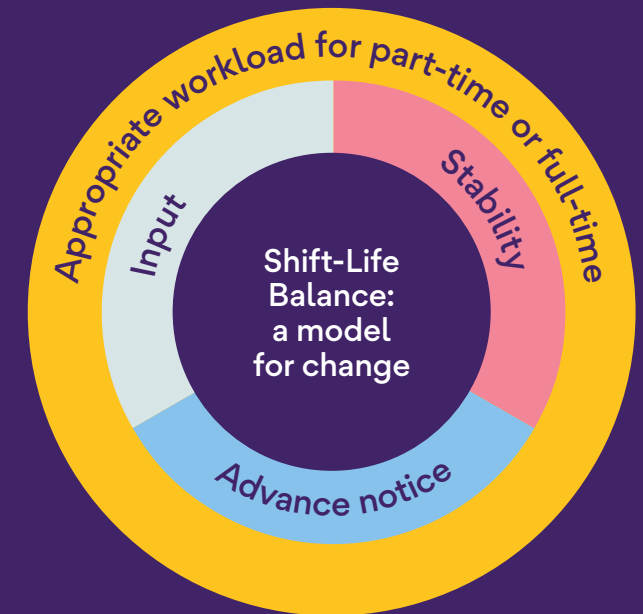 Appropriate workload for part-time or full-time
Input
Stability
Shift-Life
Balance:
a model
for change
Advance notice